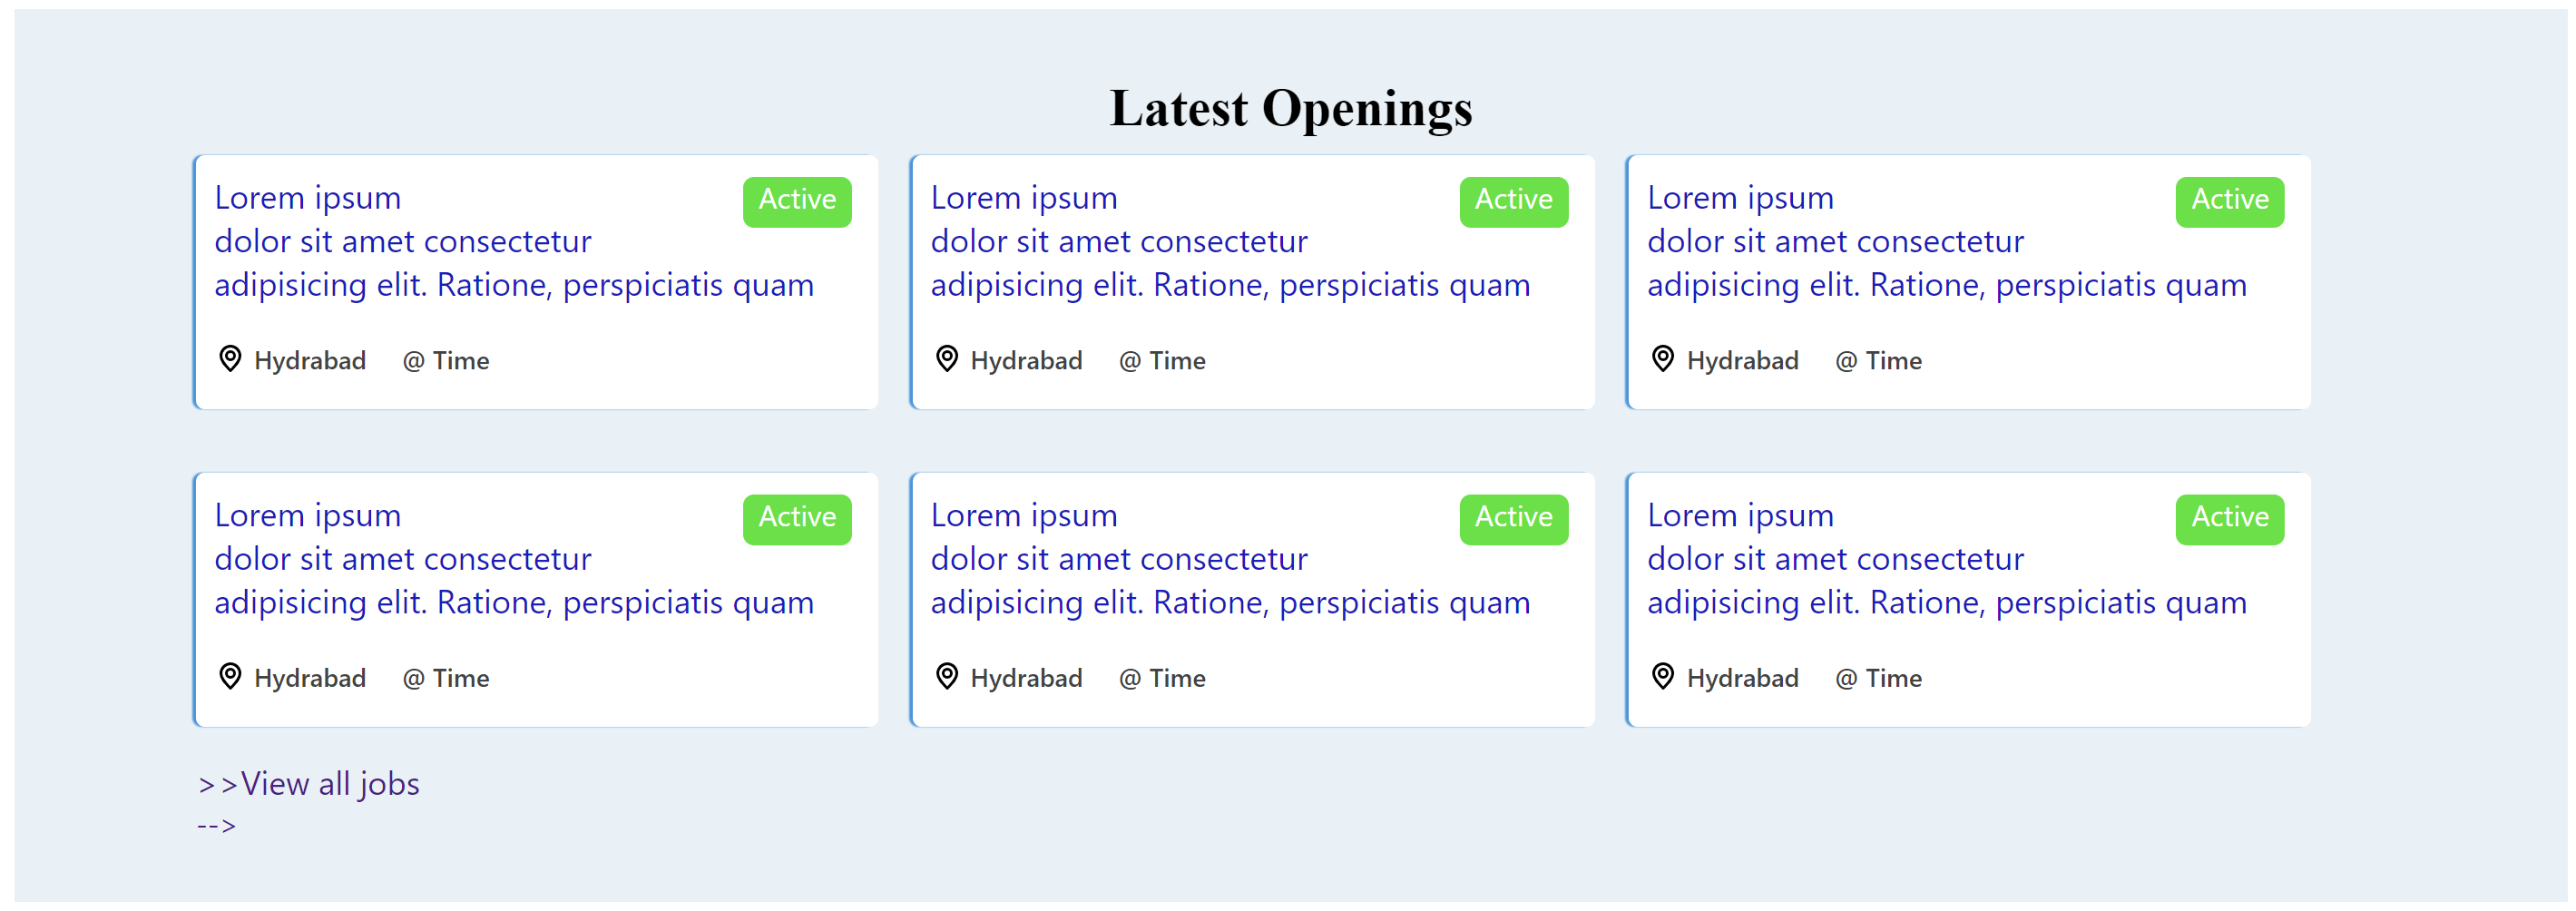 Latest Openings
Lorem ipsum
dolor sit amet consectetur
adipisicing elit. Ratione, perspiciatis quam
Active
Hydrabad @ Time
Lorem ipsum
dolor sit amet consectetur
adipisicing elit. Ratione, perspiciatis quam
Active
Hydrabad @ Time
Lorem ipsum
dolor sit amet consectetur
adipisicing elit. Ratione, perspiciatis quam
Active
Hydrabad @ Time
Lorem ipsum
dolor sit amet consectetur
adipisicing elit. Ratione, perspiciatis quam
Active
Hydrabad @ Time
Lorem ipsum
dolor sit amet consectetur
adipisicing elit. Ratione, perspiciatis quam
Active
Hydrabad @ Time
Lorem ipsum
dolor sit amet consectetur
adipisicing elit. Ratione, perspiciatis quam
Active
Hydrabad @ Time
>>View all jobs
-->